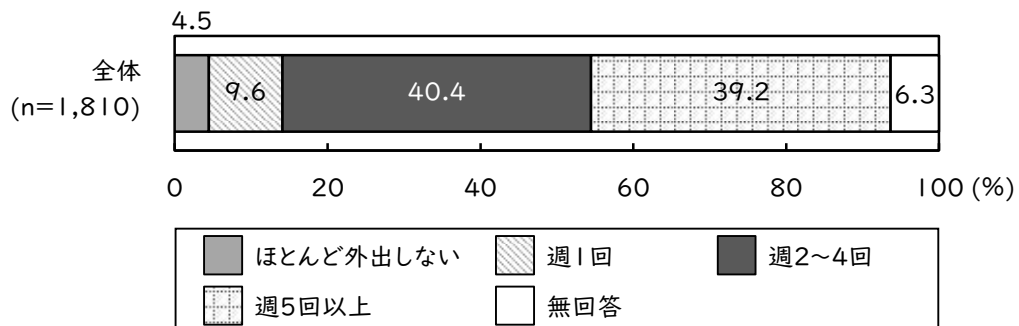 4.5
全体
(n=1,810)
9.6
40.4
39.2
6.3
0 20 40 60 80 100 (%)
ほとんど外出しない 週1回 週2~4回
週5回以上 無回答